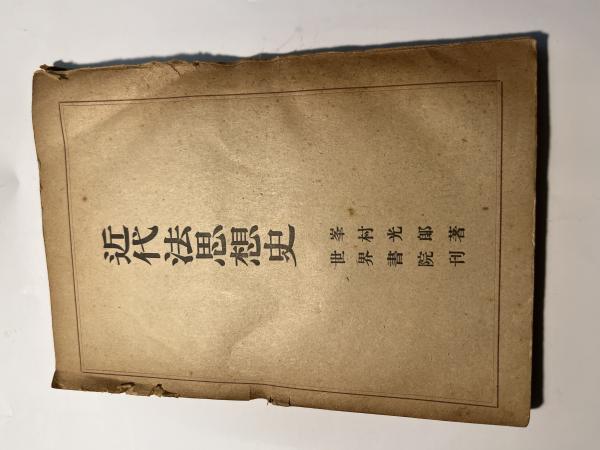 近代法思想史
峯村光郎著
世界書院刊